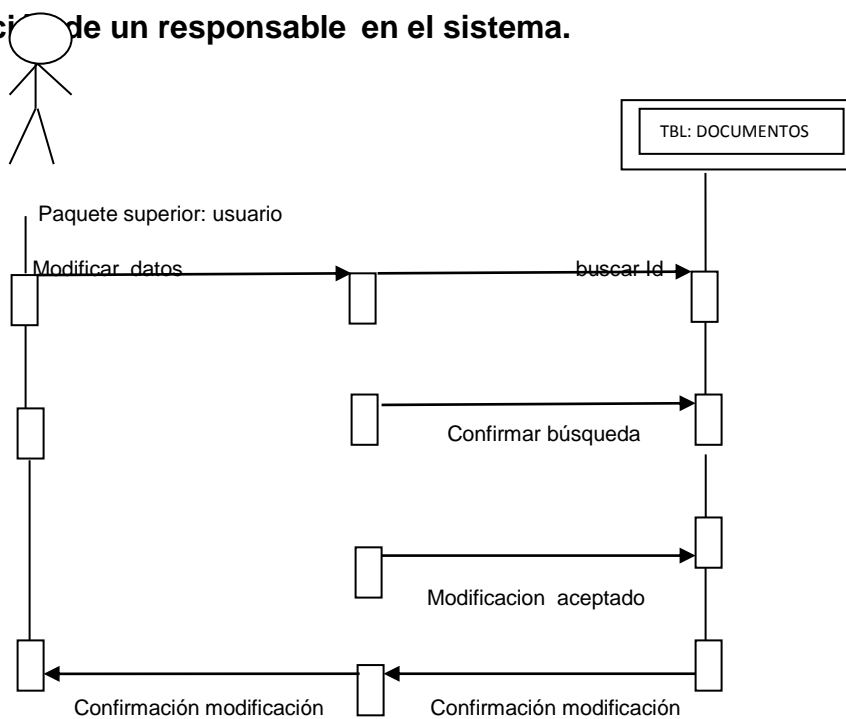 de un responsable en el sistema.
TBL: DOCUMENTOS
Paquete superior: usuario
Modificar datos
buscar Id
Confirmar búsqueda
Modificacion aceptado
Confirmación modificación
Confirmación modificación